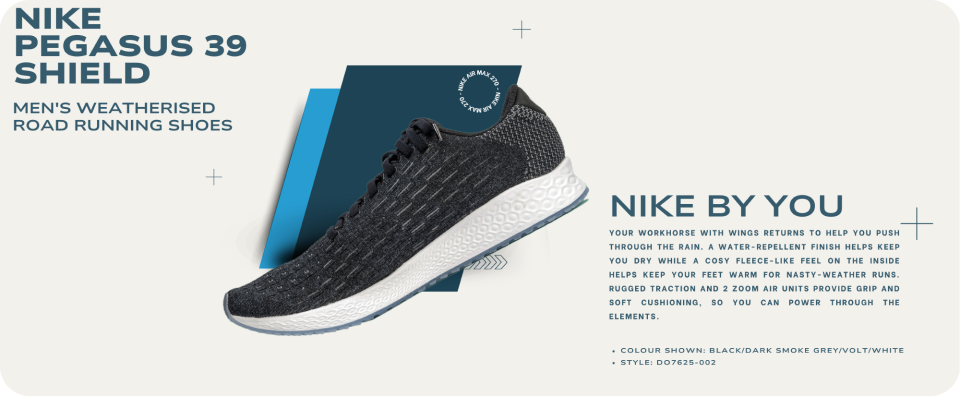 NIKE
PEGASUS 39
SHIELD
MEN'S WEATHERISED
ROAD RUNNING SHOES
NIKE AIR MAX 270 - NIKE AIR MAX 270 -
NIKE BY YOU
YOUR WORKHORSE WITH WINGS RETURNS TO HELP YOU PUSH
THROUGH THE RAIN. A WATER-REPELLENT FINISH HELPS KEEP
YOU DRY WHILE A COSY FLEECE-LIKE FEEL ON THE INSIDE
HELPS KEEP YOUR FEET WARM FOR NASTY-WEATHER RUNS.
RUGGED TRACTION AND 2 ZOOM AIR UNITS PROVIDE GRIP AND
SOFT CUSHIONING, SO YOU CAN POWER THROUGH THE
ELEMENTS.
• COLOUR SHOWN: BLACK/DARK SMOKE GREY/VOLT/WHITE
• STYLE: DO7625-002